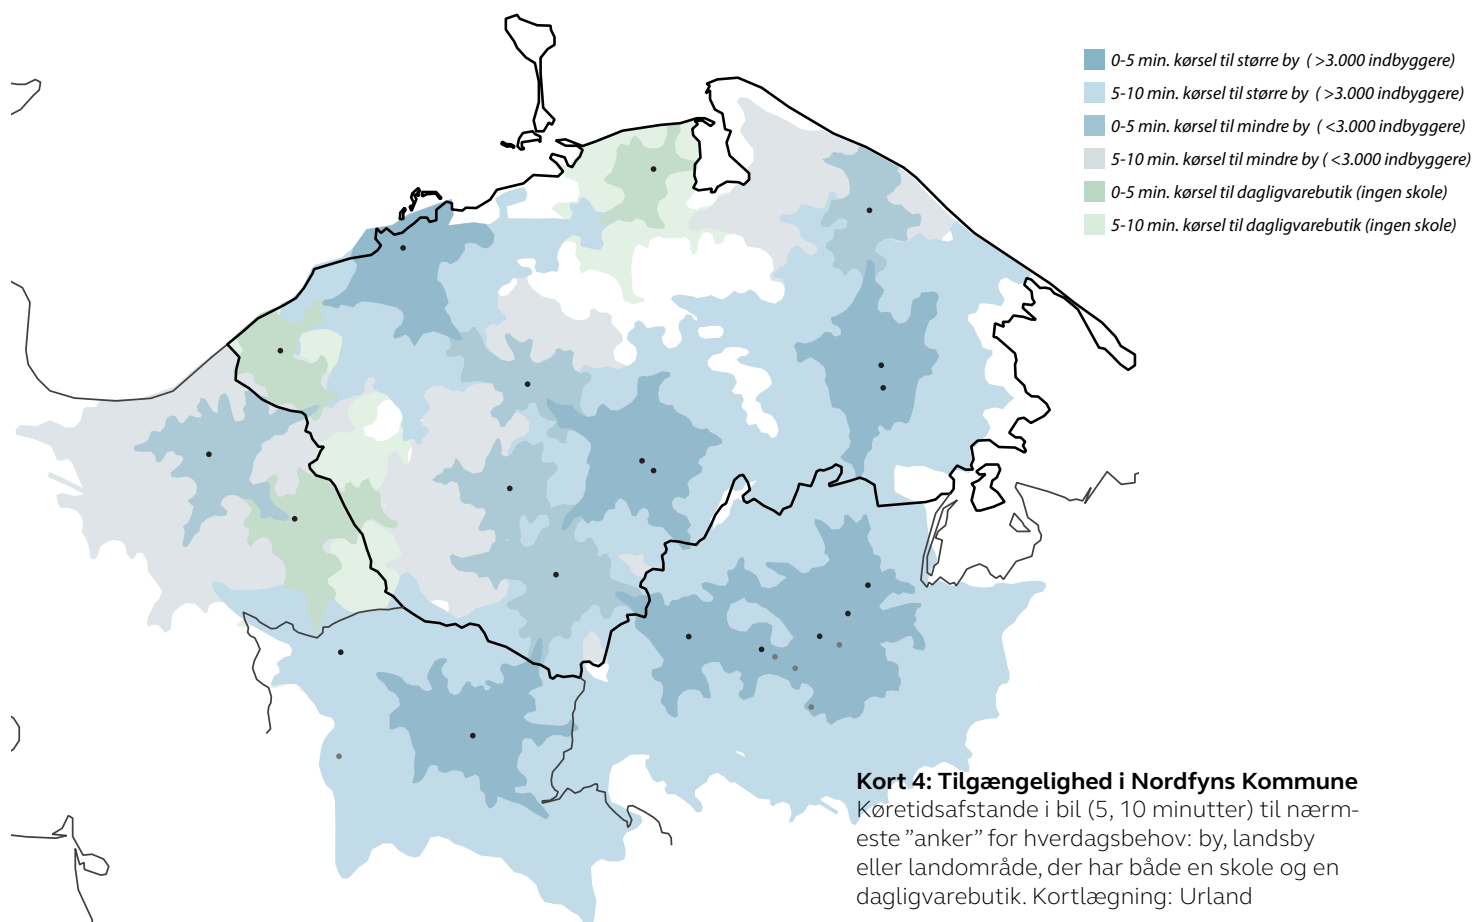 0-5 min. kørsel til større by ( >3.000 indbyggere)
5-10 min. kørsel til større by ( >3.000 indbyggere)
0-5 min. kørsel til mindre by ( <3.000 indbyggere)
5-10 min. kørsel til mindre by ( <3.000 indbyggere)
0-5 min. kørsel til dagligvarebutik (ingen skole)
5-10 min. kørsel til dagligvarebutik (ingen skole)
Kort 4: Tilgængelighed i Nordfyns Kommune
Køretidsafstande i bil (5, 10 minutter) til nærm-
este ”anker” for hverdagsbehov: by, landsby
eller landområde, der har både en skole og en
dagligvarebutik. Kortlægning: Urland